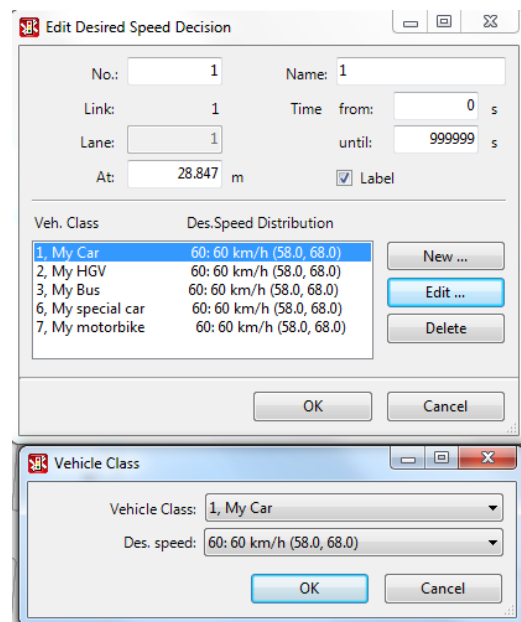 Edit Desired Speed Decision
No.: 1 Name: 1
Link: 1 Time from: 0 s
Lane: 1 until: 999999 s
At: 28.847 m Label
Veh. Class Des.Speed Distribution
1, My Car 60: 60 km/h (58.0, 68.0)
2, My HGV 60: 60 km/h (58.0, 68.0)
3, My Bus 60: 60 km/h (58.0, 68.0)
6, My special car 60: 60 km/h (58.0, 68.0)
7, My motorbike 60: 60 km/h (58.0, 68.0)
New ...
Edit ...
Delete
OK Cancel
Vehicle Class
Vehicle Class: 1, My Car
Des. speed: 60: 60 km/h (58.0, 68.0)
OK Cancel